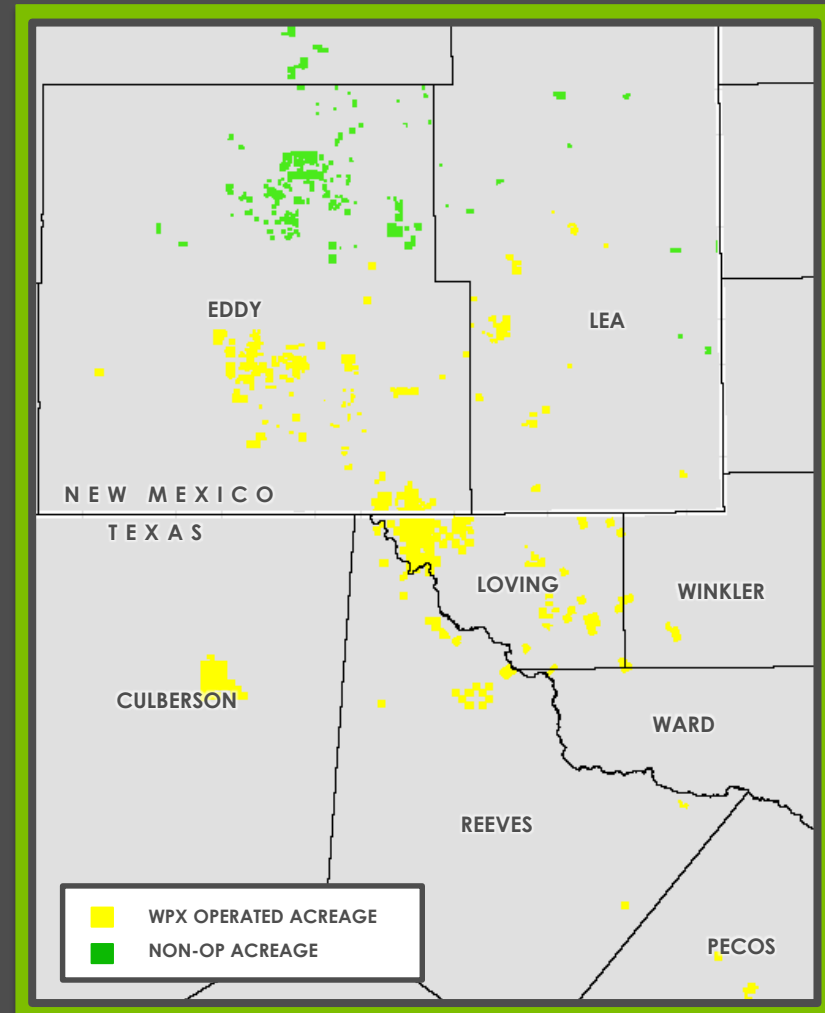 EDDY
LEA
NEW MEXICO
TEXAS
LOVING
WINKLER
CULBERSON
WARD
REEVES
WPX OPERATED ACREAGE
NON-OP ACREAGE
PECOS